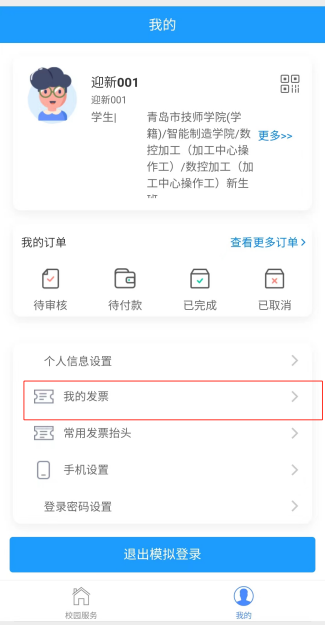 我的
迎新001
迎新001
学生|
青岛市技师学院(学
籍)/智能制造学院/数
控加工（加工中心操
作工）/数控加工（加
工中心操作工）新生
更多>>
我的订单
查看更多订单
待审核
待付款
已完成
已取消
个人信息设置
我的发票
常用发票抬头
手机设置
登录密码设置
退出模拟登录
校园服务
我的